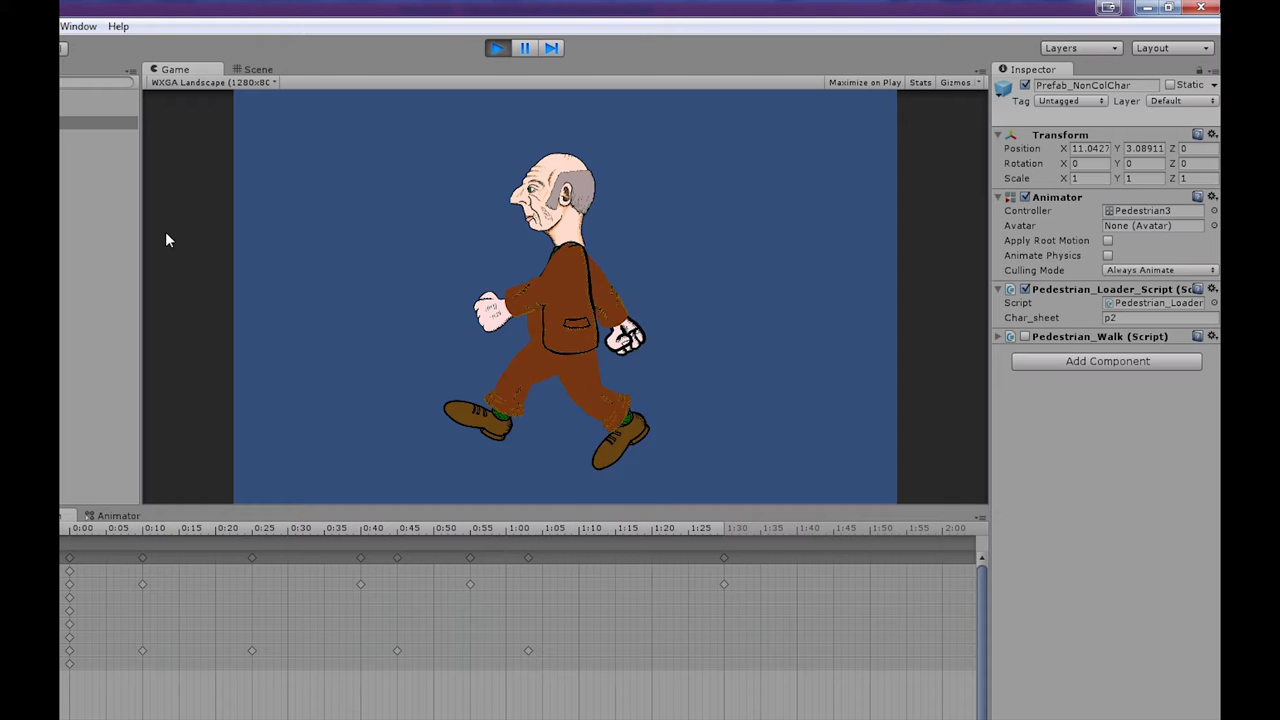 Window Help
Layers Layout
Game Scene
WXGA Landscape (1280x80 Maximize on Play Stats Gizmos
Inspector
Prefab_NonColChar Static
Tag Untagged Layer Default
Transform
Position X 11.0427 Y 3.08911 Z 0
Rotation X 0 Y 0 Z 0
Scale X 1 Y 1 Z 1
Animator
Controller Pedestrian3
Avatar None (Avatar)
Apply Root Motion
Animate Physics
Culling Mode Always Animate
Pedestrian_Loader_Script (Sc
Script Pedestrian_Loader
Char_sheet p2
Pedestrian_Walk (Script)
Add Component
Animator
0:00 0:05 0:10 0:15 0:20 0:25 0:30 0:35 0:40 0:45 0:50 0:55 1:00 1:05 1:10 1:15 1:20 1:25 1:30 1:35 1:40 1:45 1:50 1:55 2:00